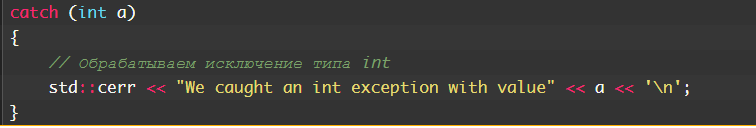 catch (int a)
{
    // Обрабатываем исключение типа int
    std::cerr << "We caught an int exception with value" << a << '\n';
}